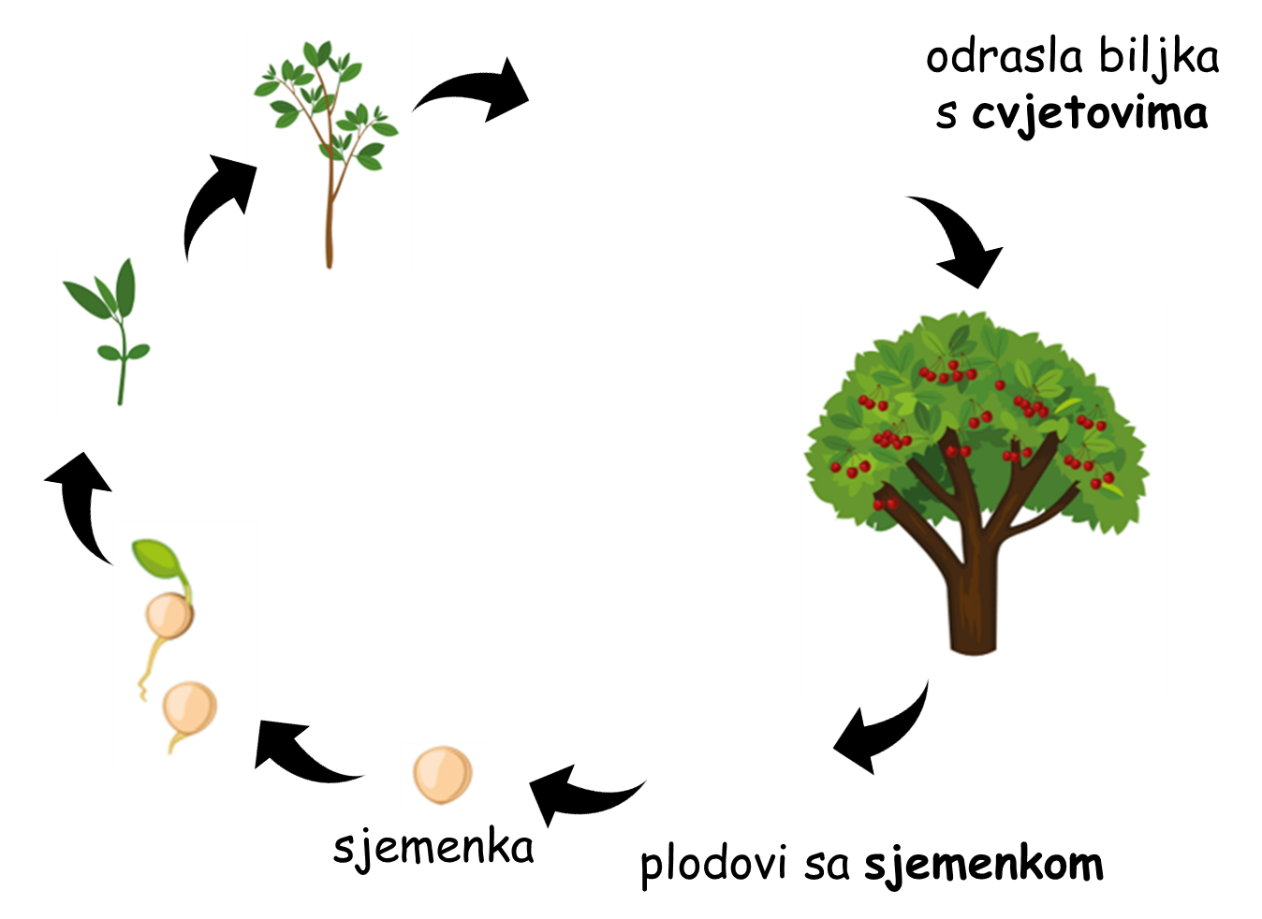 odrasla biljka
s cvjetovima
sjemenka
plodovi sa sjemenkom